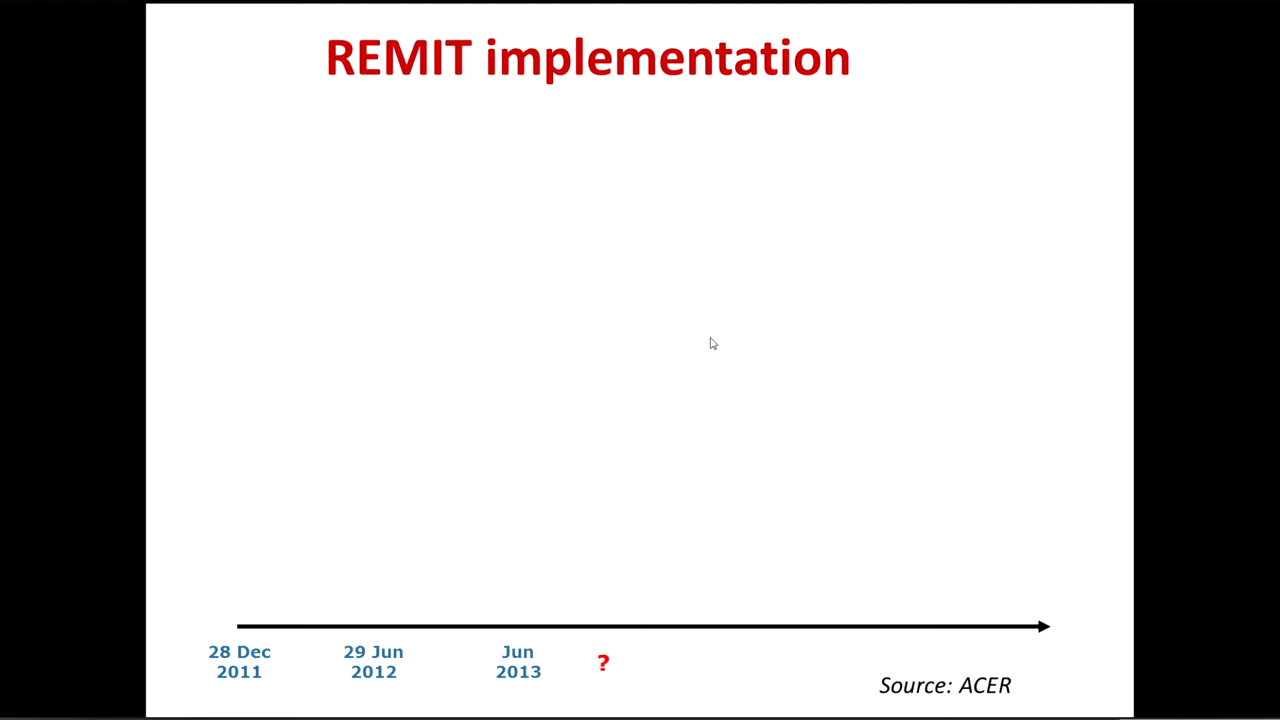 REMIT implementation
28 Dec
2011
29 Jun
2012
Jun
2013
?
Source: ACER